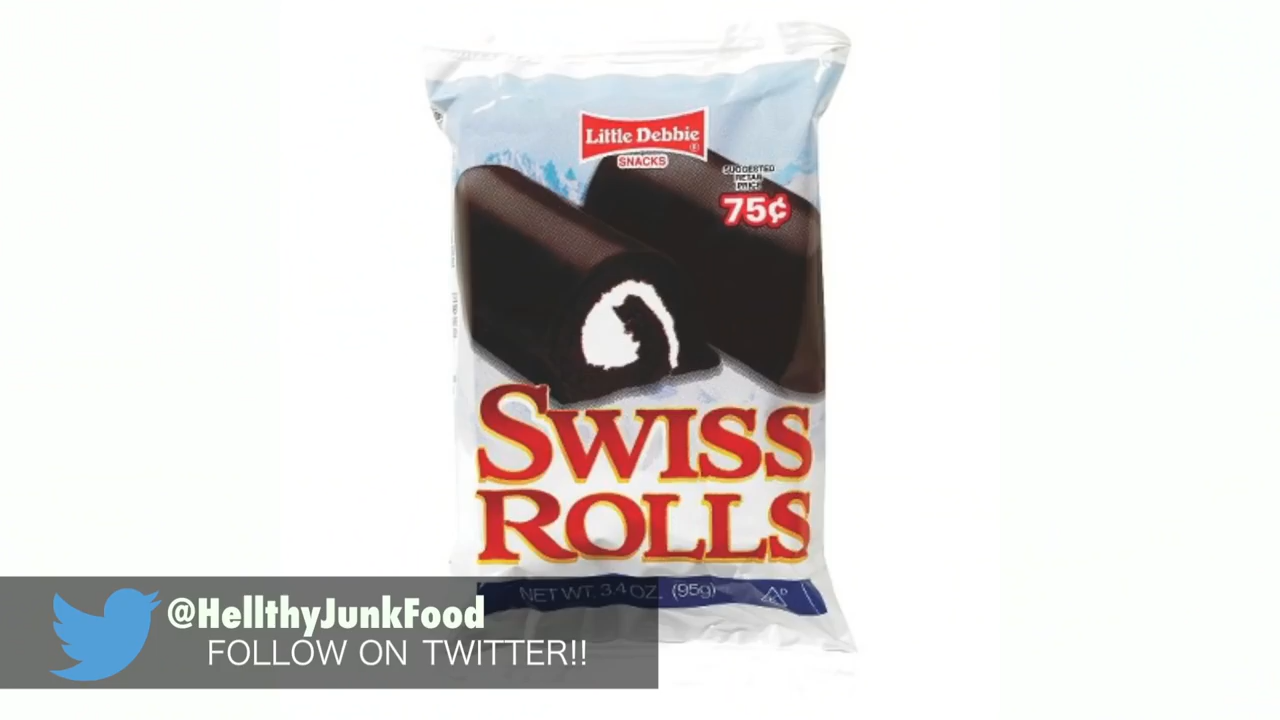 Little Debbie
SNACKS
SUGGESTED
RETAIL
PRICE
75¢
SWISS
ROLLS
NET WT. 3.4 OZ. (95g)
@HellthyJunkFood
FOLLOW ON TWITTER!!